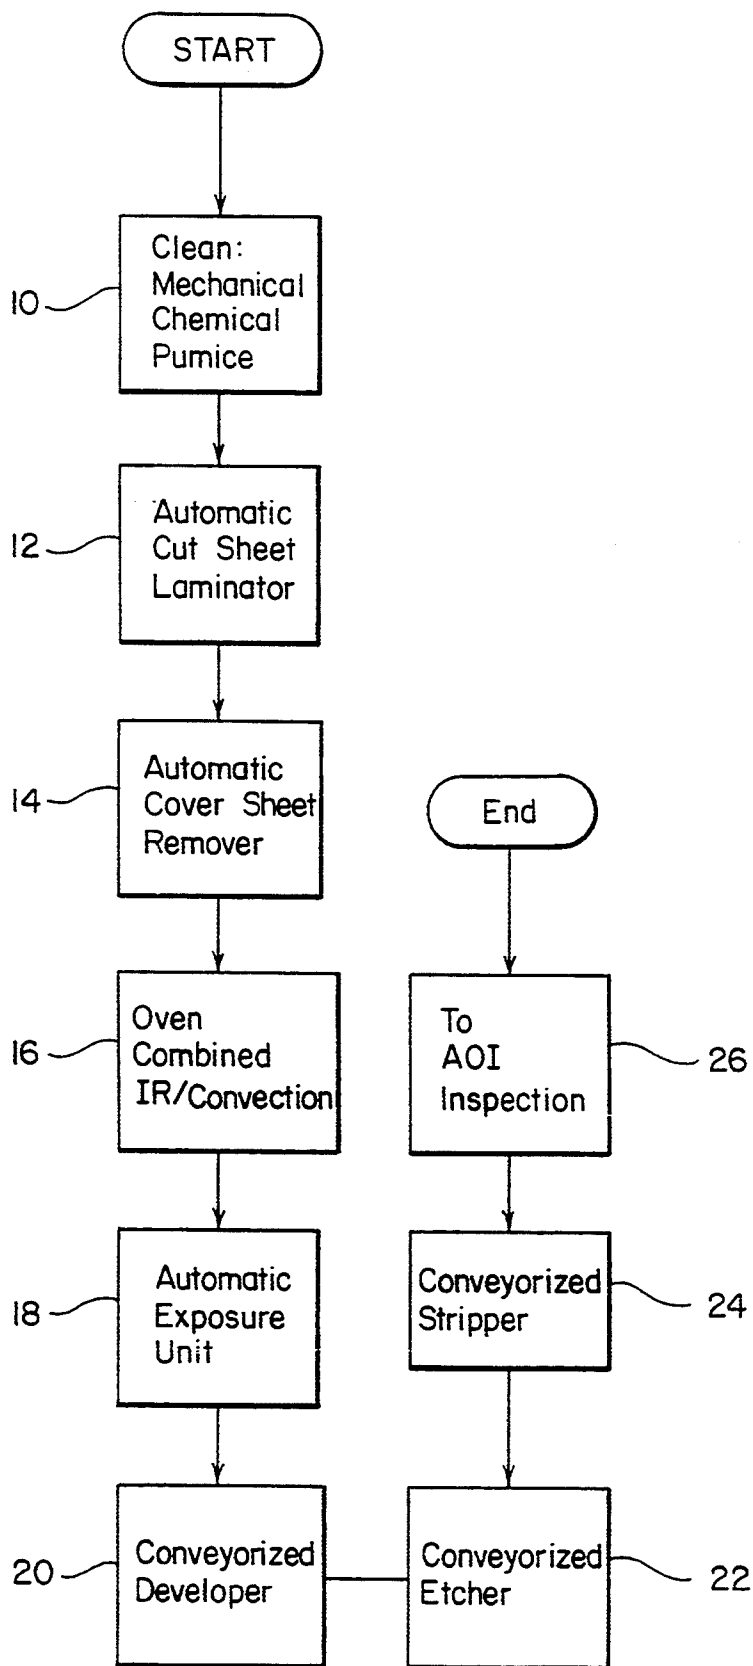 START
10
Clean:
Mechanical
Chemical
Pumice
12
Automatic
Cut Sheet
Laminator
14
Automatic
Cover Sheet
Remover
16
Oven
Combined
IR/Convection
18
Automatic
Exposure
Unit
20
Conveyorized
Developer
End
To
AOI
Inspection
26
Conveyorized
Stripper
24
Conveyorized
Etcher
22